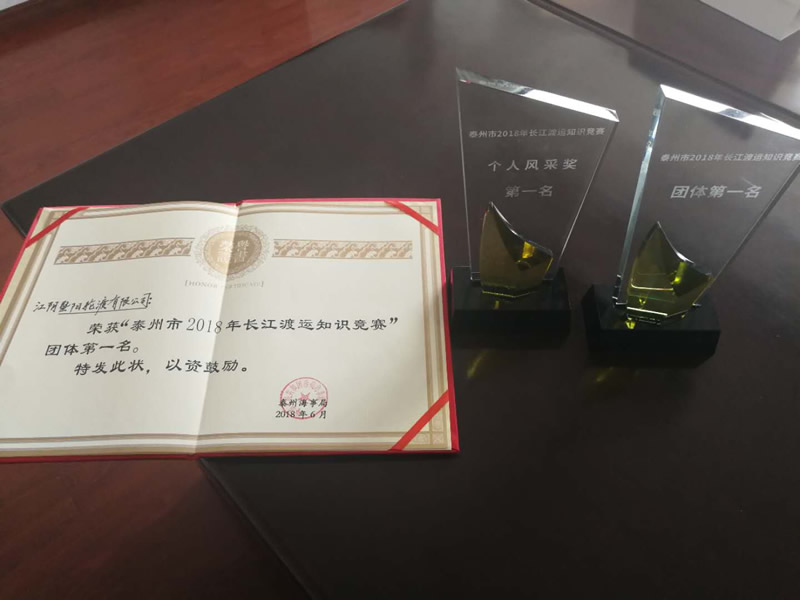 荣誉
证书
江阴暨阳轮渡有限公司:
荣获“泰州市2018年长江渡运知识竞赛”
团体第一名。
特发此状，以资鼓励。
泰州海事局
2018年6月
泰州市2018年长江渡运知识竞赛
个人风采奖
第一名
泰州市2018年长江渡运知识竞赛
团体第一名